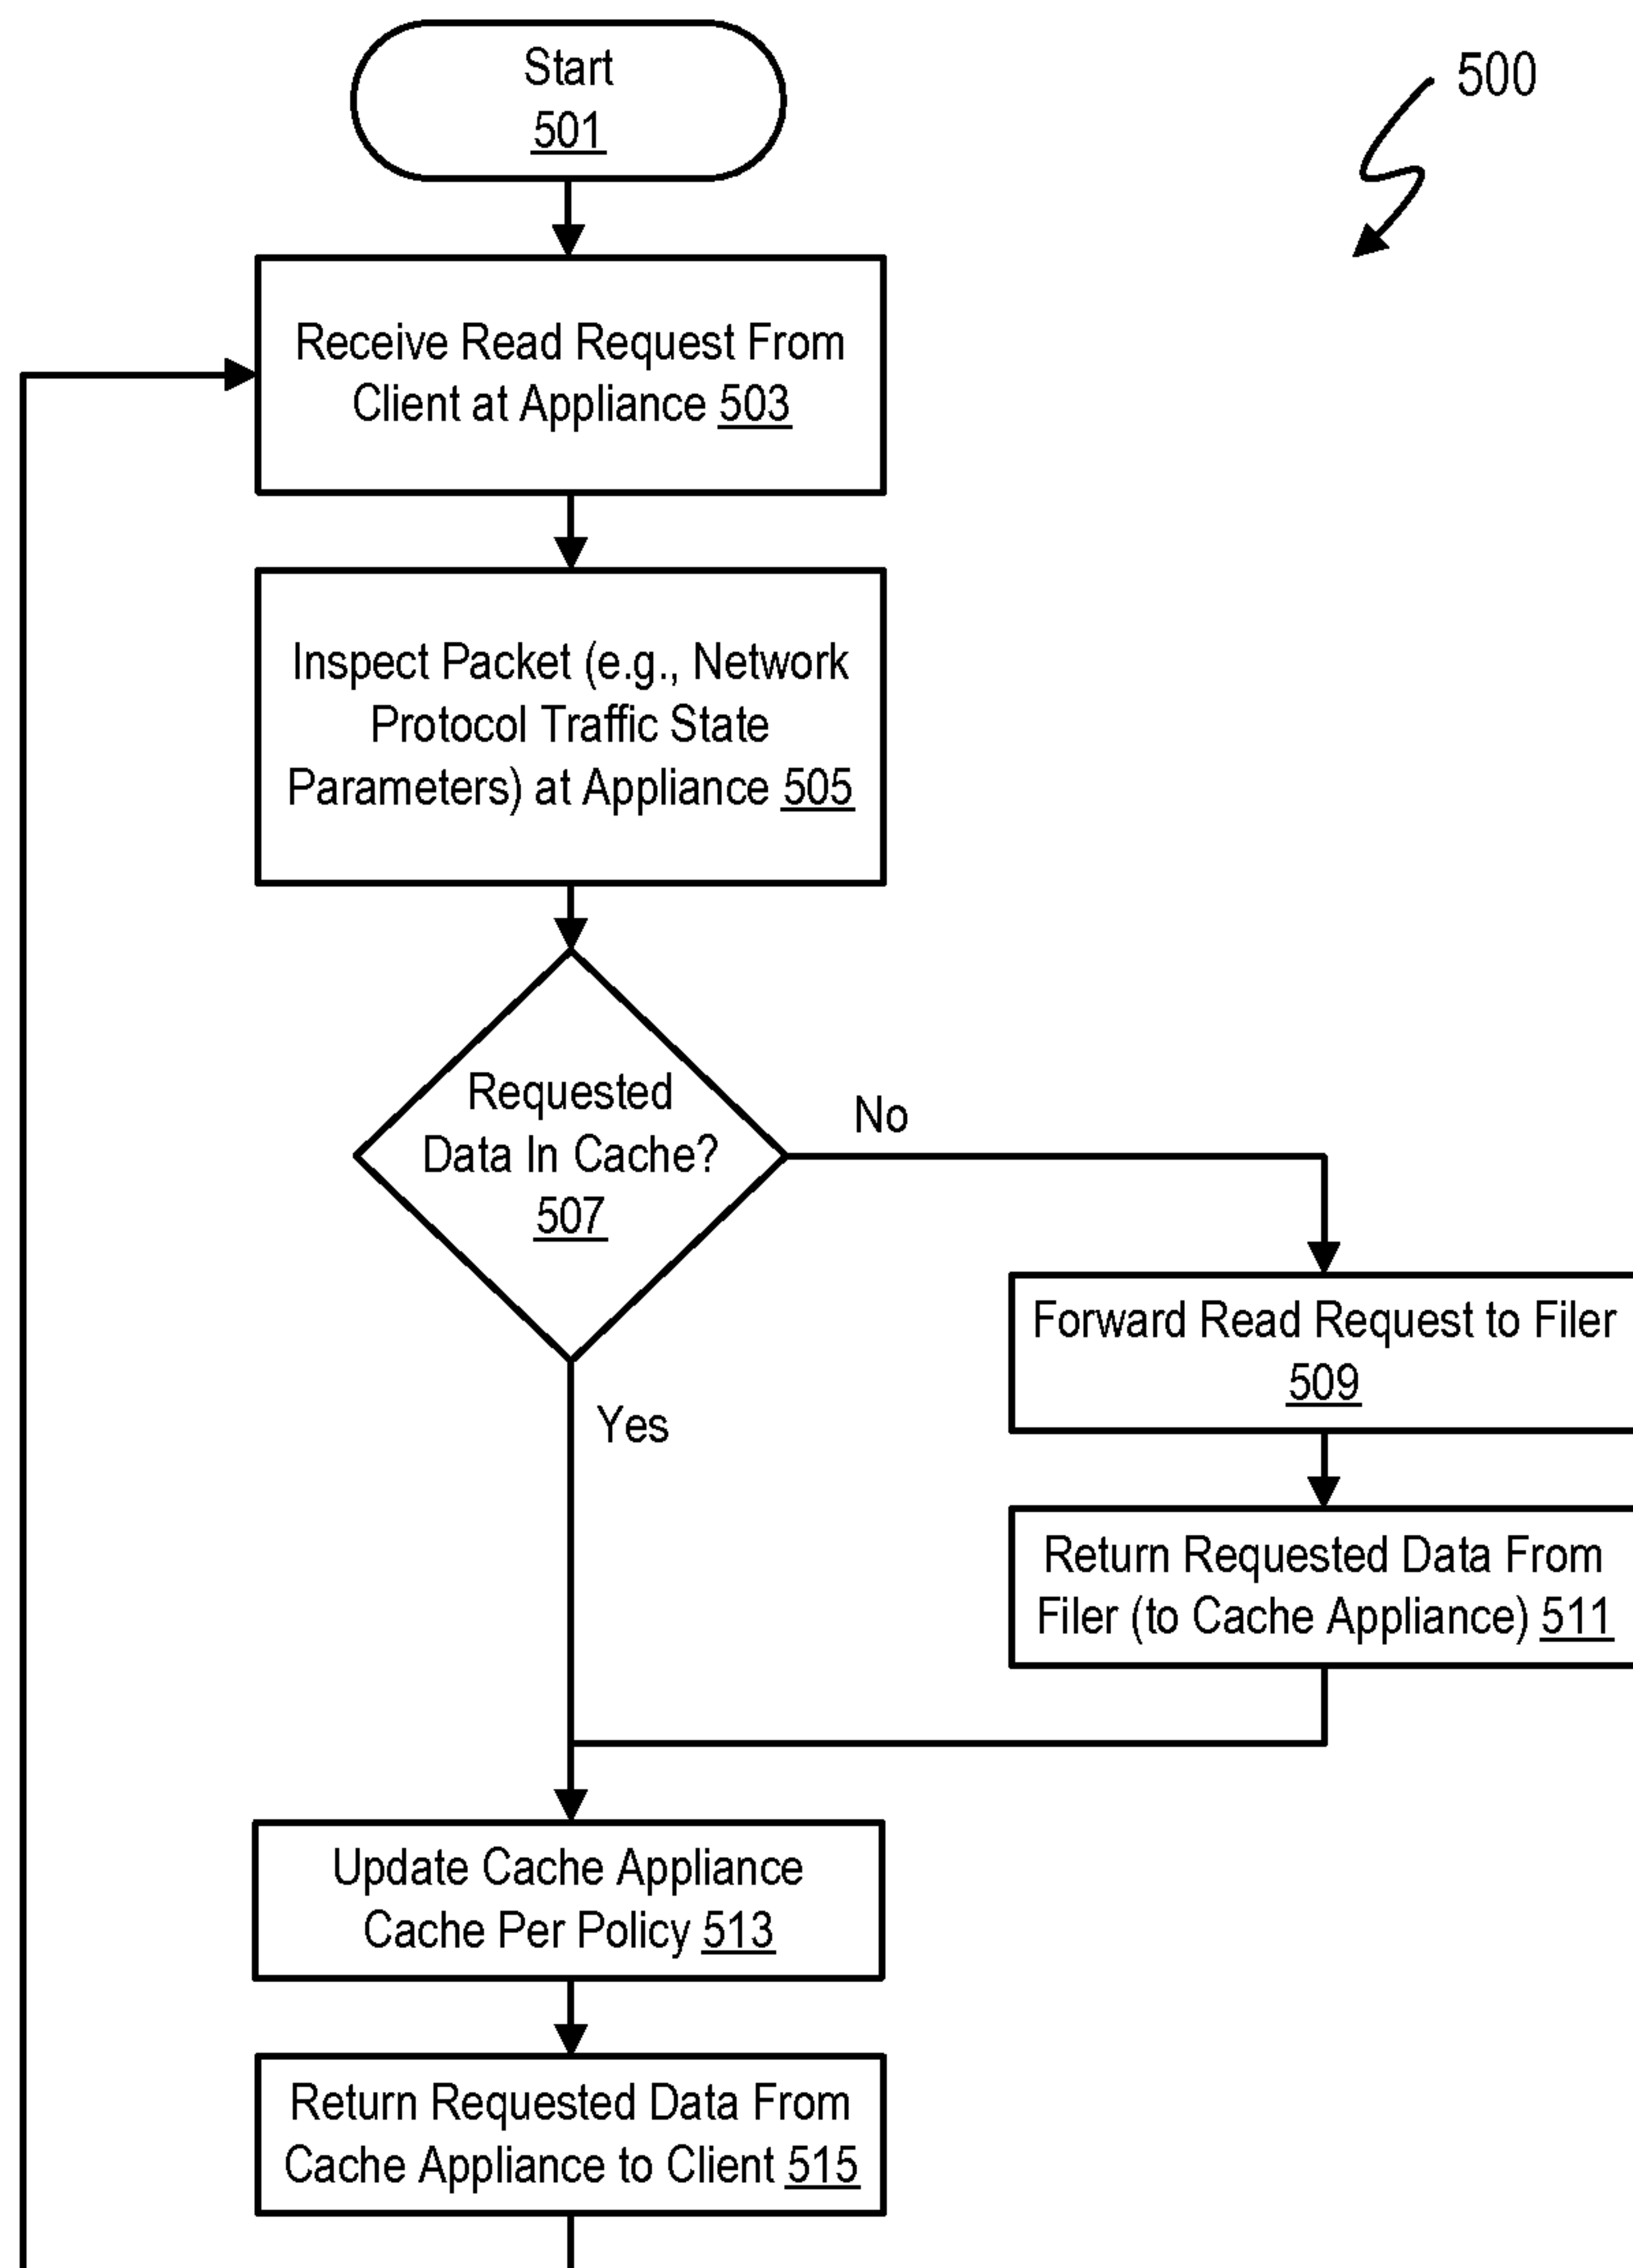 Start
501
500
Receive Read Request From
Client at Appliance 503
Inspect Packet (e.g., Network
Protocol Traffic State
Parameters) at Appliance 505
Requested
Data In Cache?
507
No
Yes
Forward Read Request to Filer
509
Return Requested Data From
Filer (to Cache Appliance) 511
Update Cache Appliance
Cache Per Policy 513
Return Requested Data From
Cache Appliance to Client 515